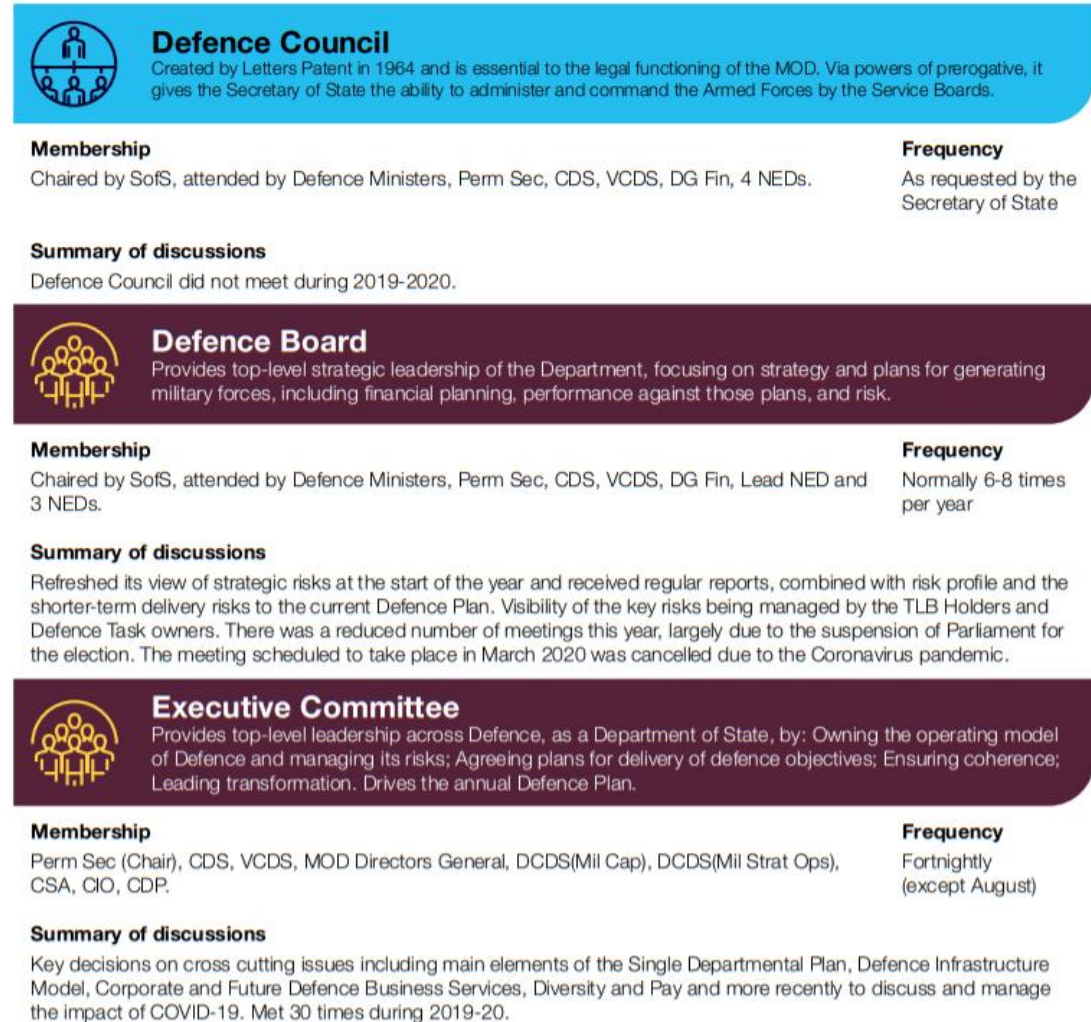 Defence Council
Created by Letters Patent in 1964 and is essential to the legal functioning of the MOD. Via powers of prerogative, it
gives the Secretary of State the ability to administer and command the Armed Forces by the Service Boards.
Membership
Chaired by SofS, attended by Defence Ministers, Perm Sec, CDS, VCDS, DG Fin, 4 NEDs.
Frequency
As requested by the
Secretary of State
Summary of discussions
Defence Council did not meet during 2019-2020.
Defence Board
Provides top-level strategic leadership of the Department, focusing on strategy and plans for generating
military forces, including financial planning, performance against those plans, and risk.
Membership
Chaired by SofS, attended by Defence Ministers, Perm Sec, CDS, VCDS, DG Fin, Lead NED and
3 NEDs.
Frequency
Normally 6-8 times
per year
Summary of discussions
Refreshed its view of strategic risks at the start of the year and received regular reports, combined with risk profile and the
shorter-term delivery risks to the current Defence Plan. Visibility of the key risks being managed by the TLB Holders and
Defence Task owners. There was a reduced number of meetings this year, largely due to the suspension of Parliament for
the election. The meeting scheduled to take place in March 2020 was cancelled due to the Coronavirus pandemic.
Executive Committee
Provides top-level leadership across Defence, as a Department of State, by: Owning the operating model
of Defence and managing its risks; Agreeing plans for delivery of defence objectives; Ensuring coherence;
Leading transformation. Drives the annual Defence Plan.
Membership
Perm Sec (Chair), CDS, VCDS, MOD Directors General, DCDS(Mil Cap), DCDS(Mil Strat Ops),
CSA, CIO, CDP.
Frequency
Fortnightly
(except August)
Summary of discussions
Key decisions on cross cutting issues including main elements of the Single Departmental Plan, Defence Infrastructure
Model, Corporate and Future Defence Business Services, Diversity and Pay and more recently to discuss and manage
the impact of COVID-19. Met 30 times during 2019-20.